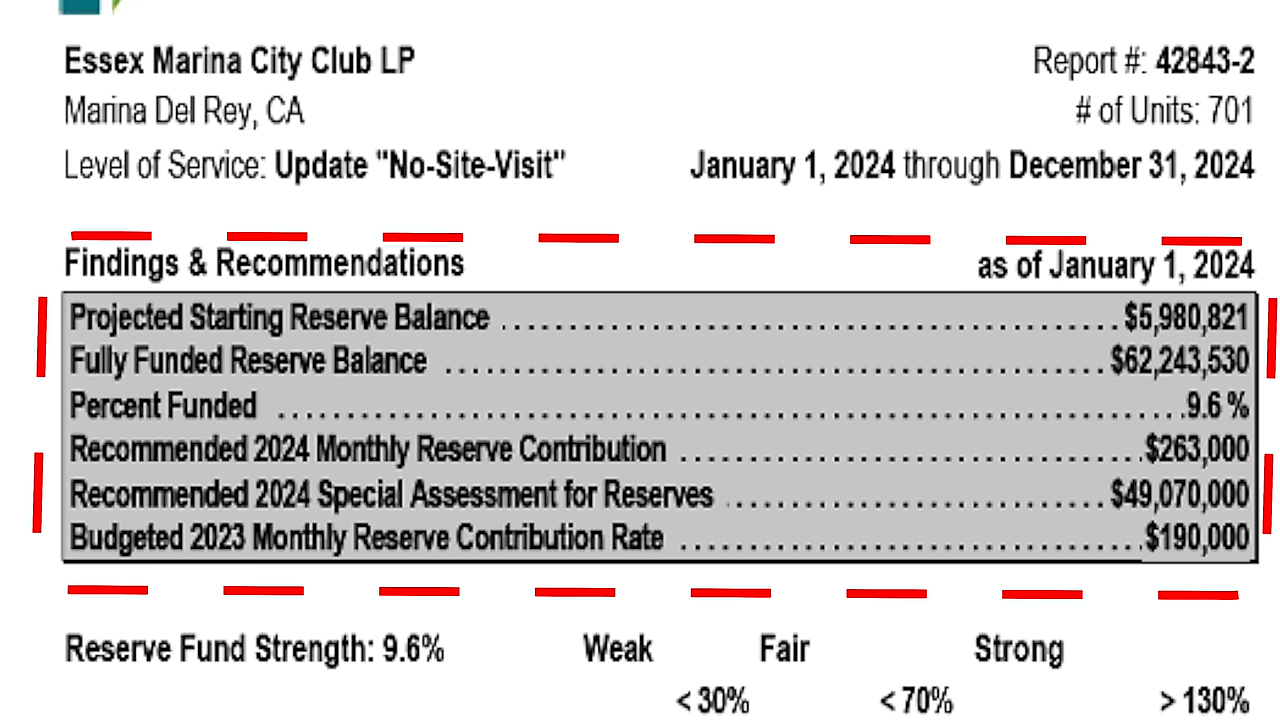 Essex Marina City Club LP Report #: 42843-2
Marina Del Rey, CA # of Units: 701
Level of Service: Update "No-Site-Visit" January 1, 2024 through December 31, 2024
Findings & Recommendations as of January 1, 2024
Projected Starting Reserve Balance $5,980,821
Fully Funded Reserve Balance $62,243,530
Percent Funded 9.6 %
Recommended 2024 Monthly Reserve Contribution $263,000
Recommended 2024 Special Assessment for Reserves $49,070,000
Budgeted 2023 Monthly Reserve Contribution Rate $190,000
Reserve Fund Strength: 9.6% Weak Fair Strong
< 30% < 70% > 130%